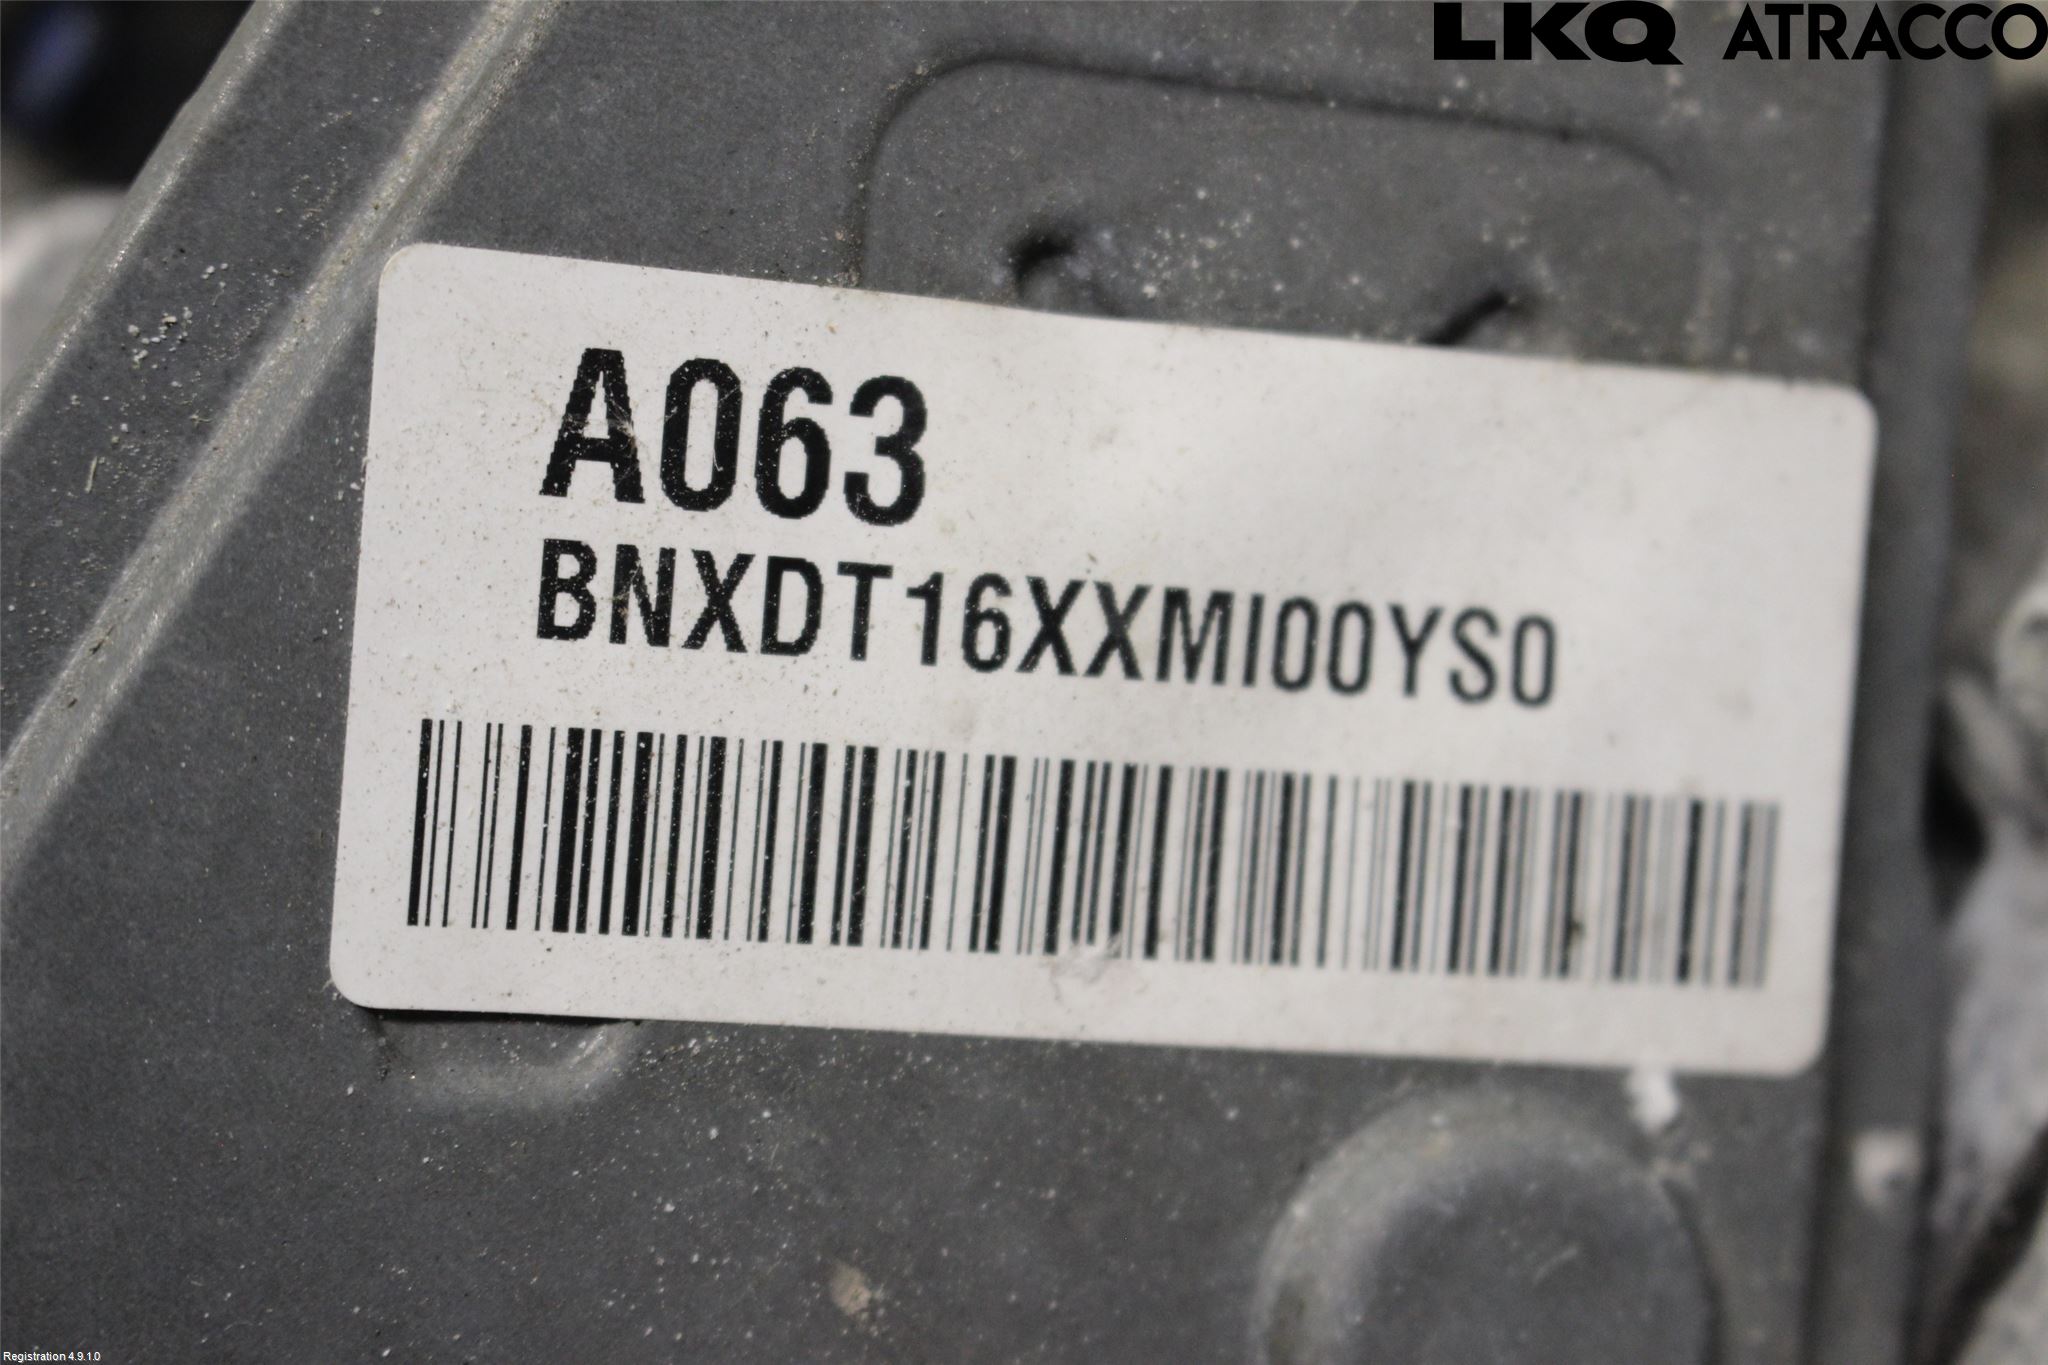 LKQ ATRACCO
A063
BNXDT16XXMI00YS0
Registration 4.9.1.0